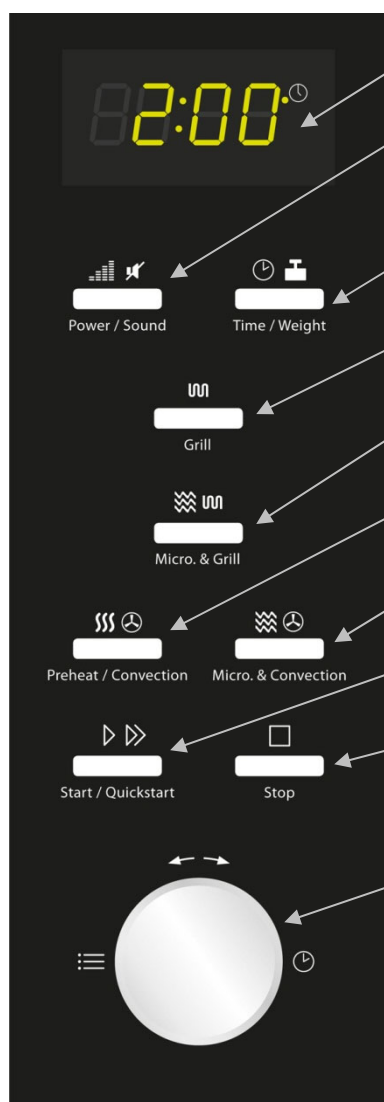 2:00
Power / Sound
Time / Weight
Grill
Micro. & Grill
Preheat / Convection
Micro. & Convection
Start / Quickstart
Stop